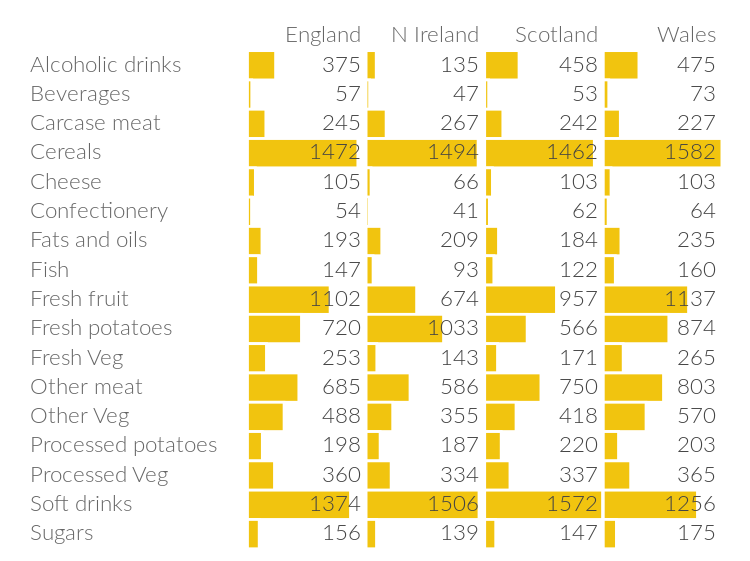 England N Ireland Scotland Wales
Alcoholic drinks 375 135 458 475
Beverages 57 47 53 73
Carcase meat 245 267 242 227
Cereals 1472 1494 1462 1582
Cheese 105 66 103 103
Confectionery 54 41 62 64
Fats and oils 193 209 184 235
Fish 147 93 122 160
Fresh fruit 1102 674 957 1137
Fresh potatoes 720 1033 566 874
Fresh Veg 253 143 171 265
Other meat 685 586 750 803
Other Veg 488 355 418 570
Processed potatoes 198 187 220 203
Processed Veg 360 334 337 365
Soft drinks 1374 1506 1572 1256
Sugars 156 139 147 175